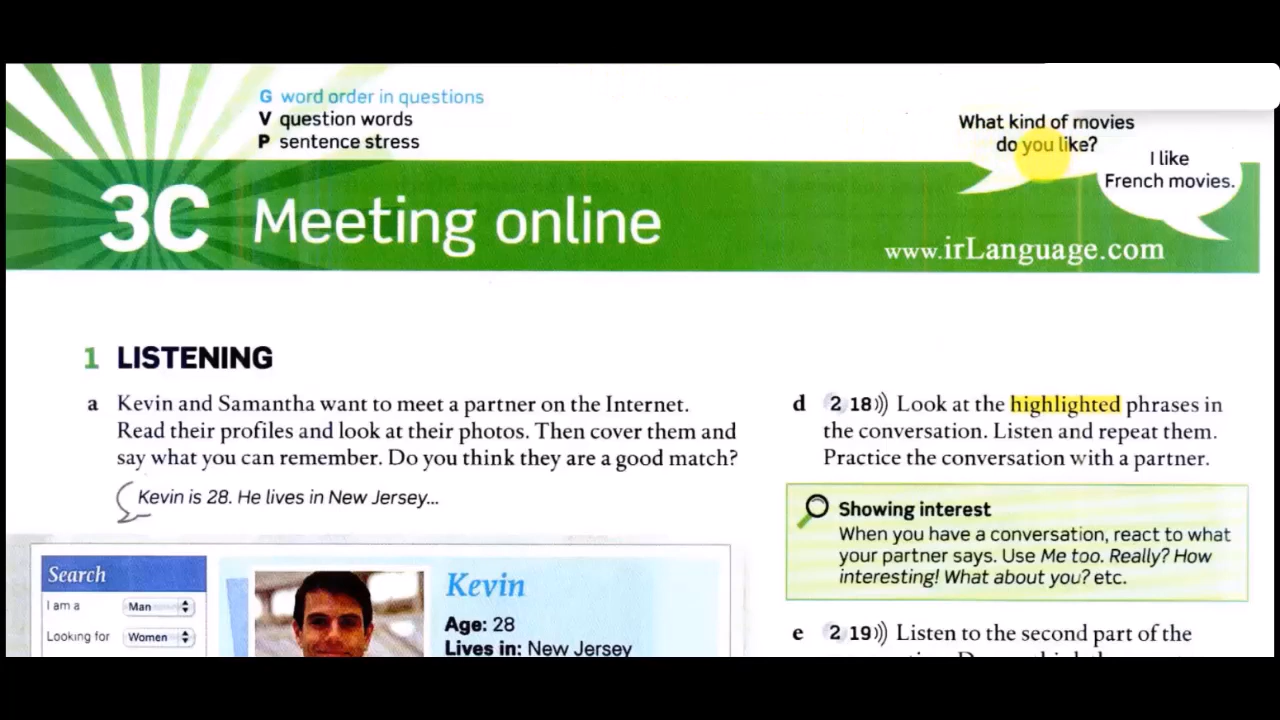 G word order in questions
V question words
P sentence stress
What kind of movies
do you like?
I like
French movies.
3C Meeting online
www.irLanguage.com
1 LISTENING
a Kevin and Samantha want to meet a partner on the Internet.
Read their profiles and look at their photos. Then cover them and
say what you can remember. Do you think they are a good match?
Kevin is 28. He lives in New Jersey...
Search
I am a Man
Looking for Women
Kevin
Age: 28
Lives in: New Jersey
d 2 18)) Look at the highlighted phrases in
the conversation. Listen and repeat them.
Practice the conversation with a partner.
Showing interest
When you have a conversation, react to what
your partner says. Use Me too. Really? How
interesting! What about you? etc.
e 2 19)) Listen to the second part of the